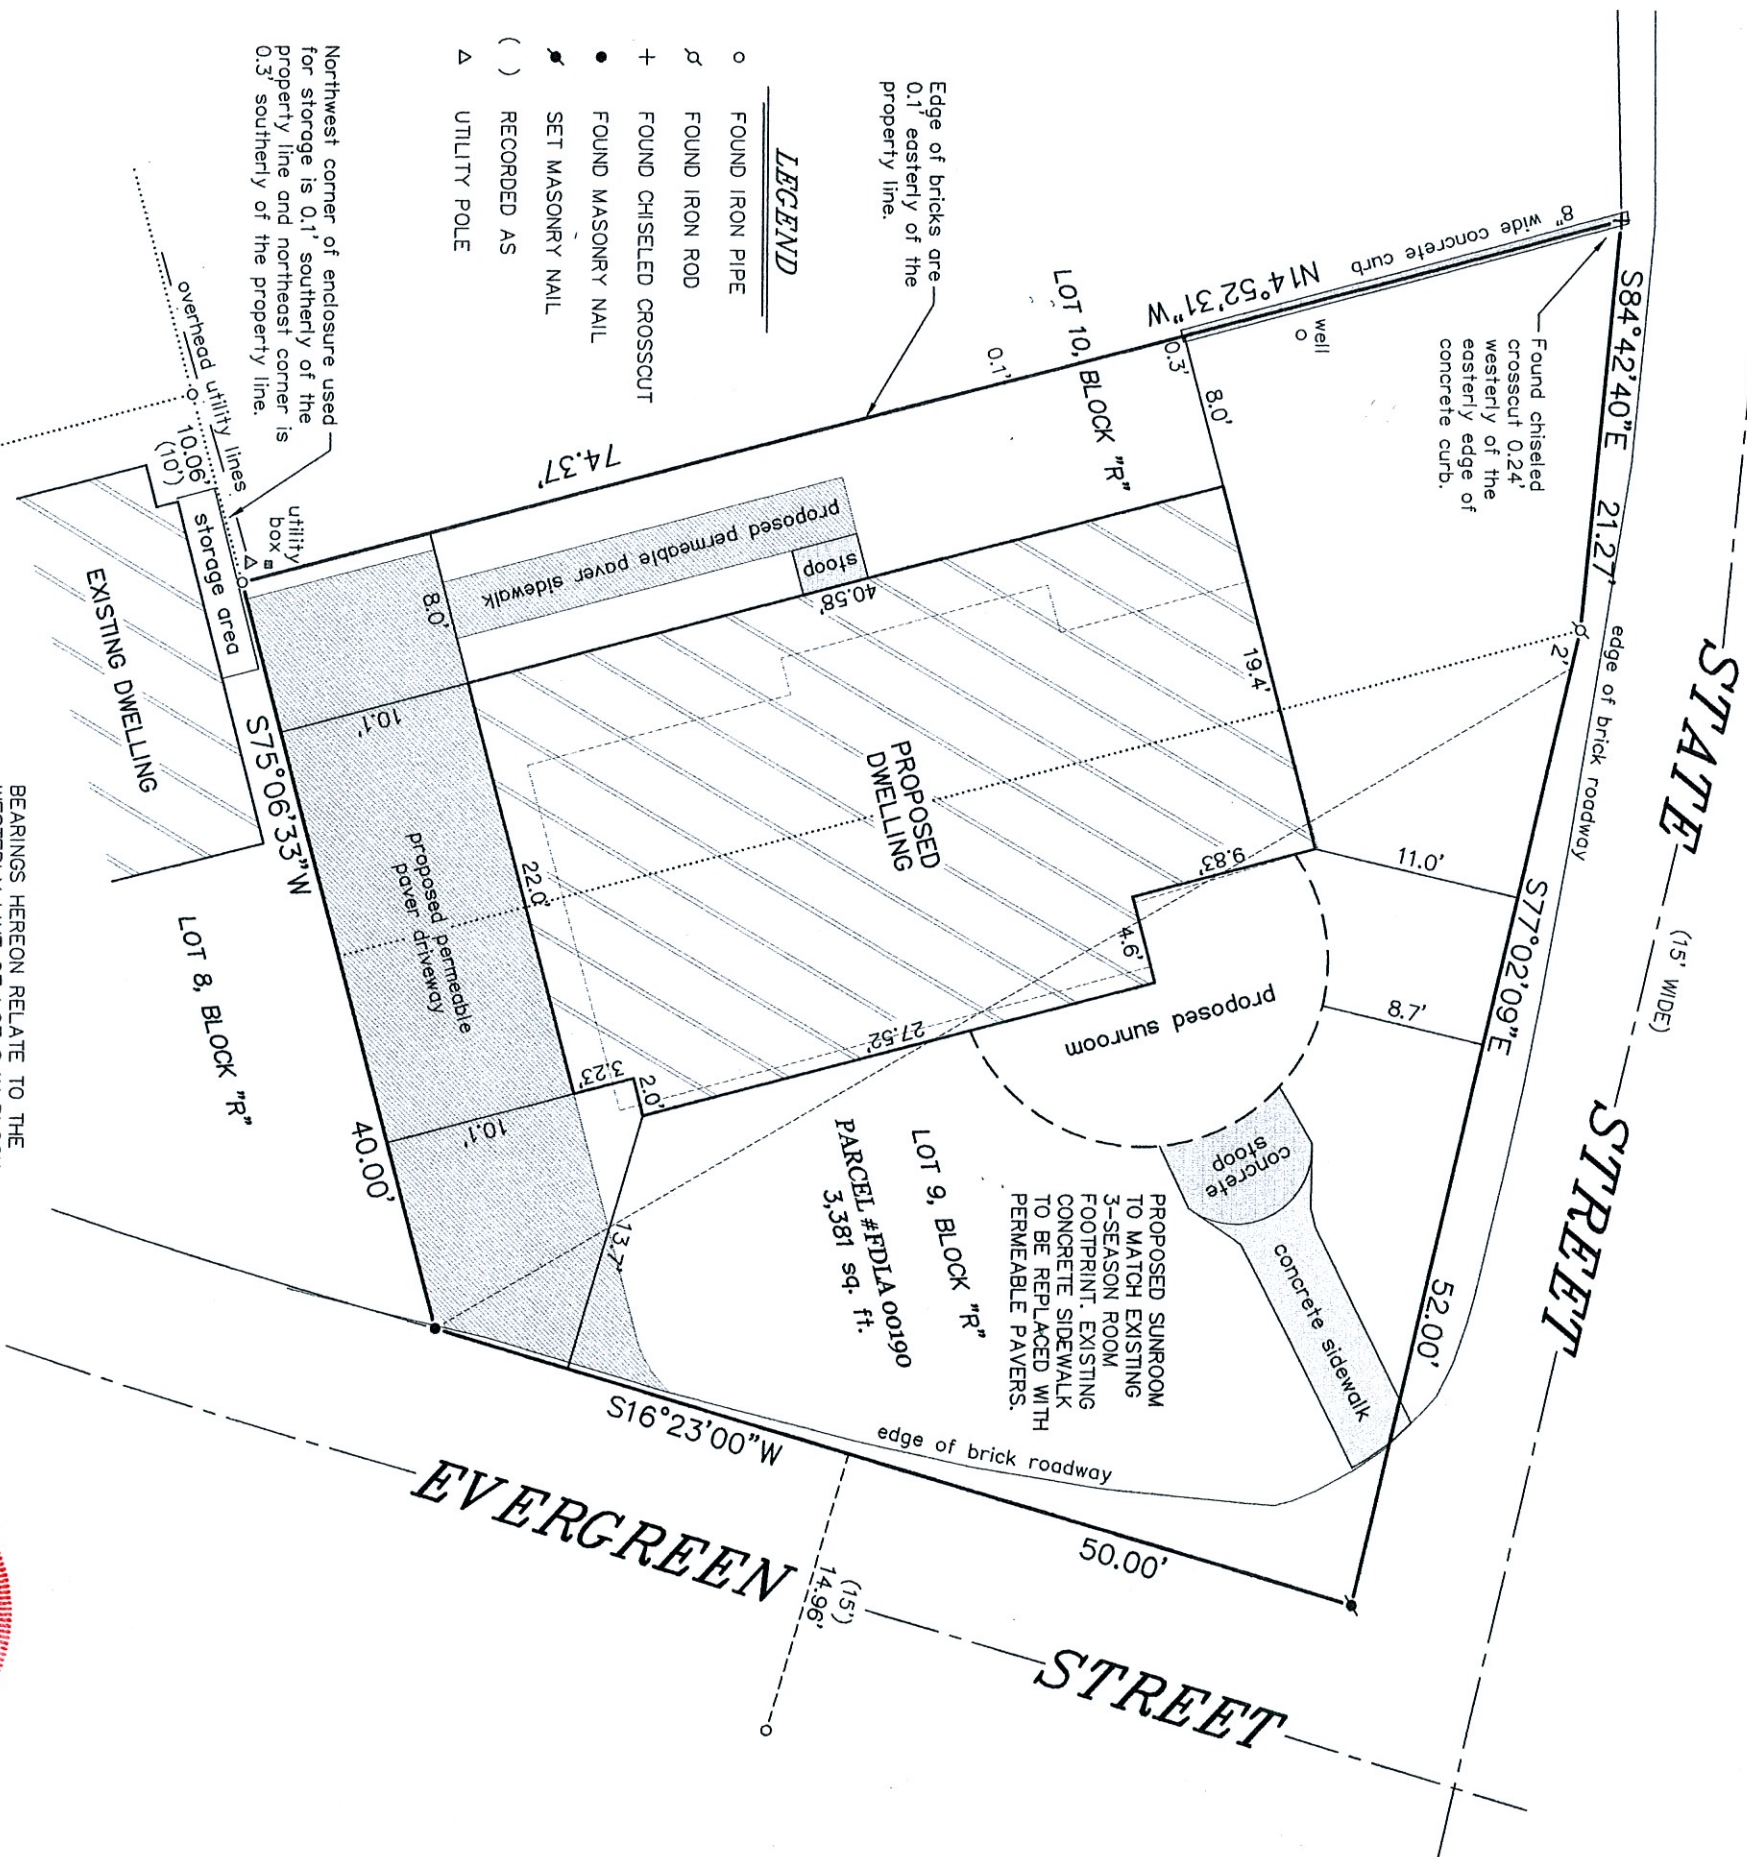 STATE STREET
(15' WIDE)
edge of brick roadway
S84°42'40"E 21.27'
2'
S77°02'09"E
52.00'
Found chiseled
crosscut 0.24'
westerly of the
easterly edge of
concrete curb.
8" wide concrete curb
N14°52'31"W
74.37'
well
0.3'
8.0'
0.1'
LOT 10, BLOCK "R"
Edge of bricks are
0.1' easterly of the
property line.
LEGEND
FOUND IRON PIPE
FOUND IRON ROD
+ FOUND CHISELED CROSSCUT
FOUND MASONRY NAIL
SET MASONRY NAIL
( ) RECORDED AS
UTILITY POLE
Northwest corner of enclosure used
for storage is 0.1' southerly of the
property line and northeast corner is
0.3' southerly of the property line.
overhead utility lines
10.06'
(10')
utility
box
storage area
EXISTING DWELLING
proposed permeable paver sidewalk
stoop
40.58'
19.4'
8.0'
10.1'
PROPOSED
DWELLING
22.0'
proposed permeable
paver driveway
9.83'
4.6'
27.52'
3.23'
2.0'
10.1'
13.7'
11.0'
8.7'
proposed sunroom
concrete
stoop
concrete sidewalk
PROPOSED SUNROOM
TO MATCH EXISTING
3-SEASON ROOM
FOOTPRINT. EXISTING
CONCRETE SIDEWALK
TO BE REPLACED WITH
PERMEABLE PAVERS.
LOT 9, BLOCK "R"
PARCEL #FDLA00190
3,381 sq. ft.
S75°06'33"W
40.00'
LOT 8, BLOCK "R"
S16°23'00"W
50.00'
edge of brick roadway
(15')
14.96'
EVERGREEN STREET
BEARINGS HEREON RELATE TO THE